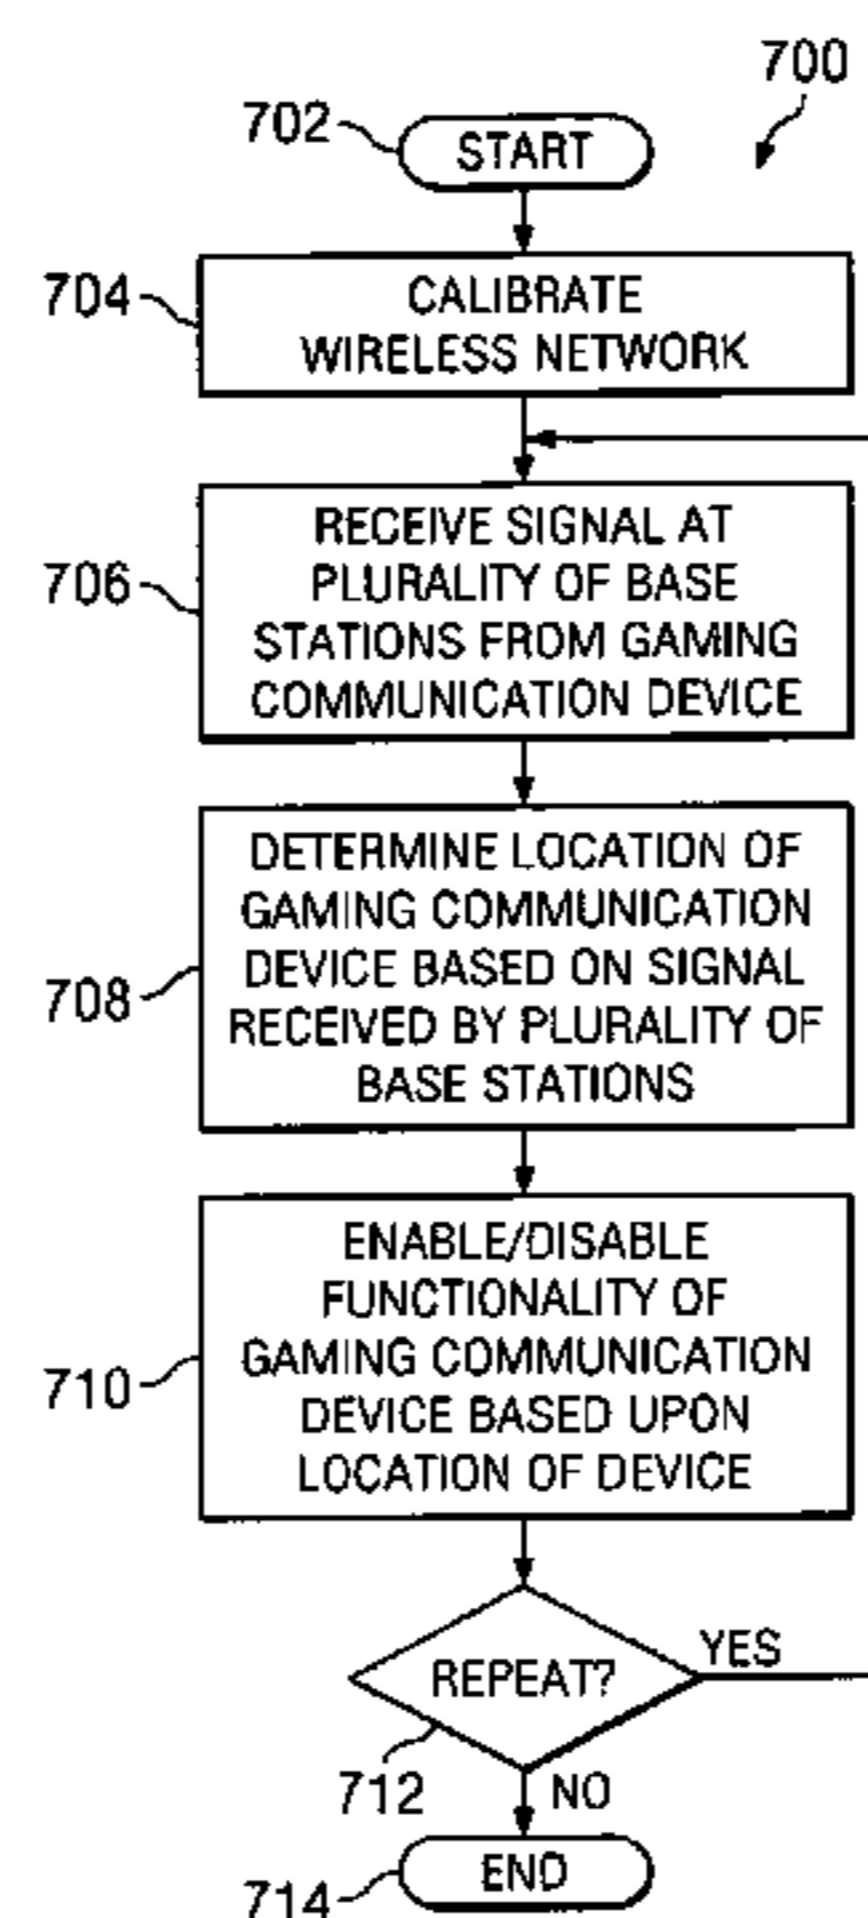 700
702
START
704
CALIBRATE
WIRELESS NETWORK
706
RECEIVE SIGNAL AT
PLURALITY OF BASE
STATIONS FROM GAMING
COMMUNICATION DEVICE
708
DETERMINE LOCATION OF
GAMING COMMUNICATION
DEVICE BASED ON SIGNAL
RECEIVED BY PLURALITY OF
BASE STATIONS
710
ENABLE/DISABLE
FUNCTIONALITY OF
GAMING COMMUNICATION
DEVICE BASED UPON
LOCATION OF DEVICE
REPEAT?
YES
712
NO
END
714